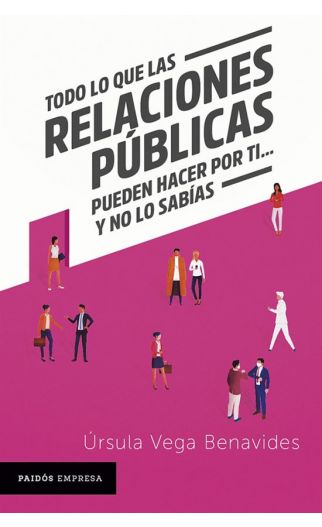 TODO LO QUE LAS
RELACIONES
PÚBLICAS
PUEDEN HACER POR TI...
Y NO LO SABÍAS
Úrsula Vega Benavides
PAIDÓS EMPRESA